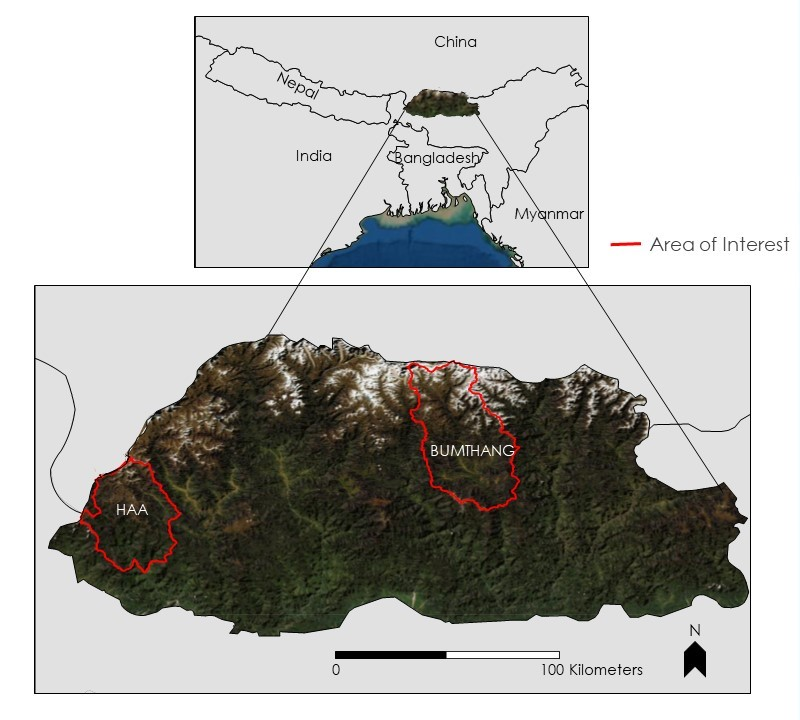 China
Nepal
India
Bangladesh
Myanmar
Area of Interest
BUMTHANG
HAA
N
0
100 Kilometers